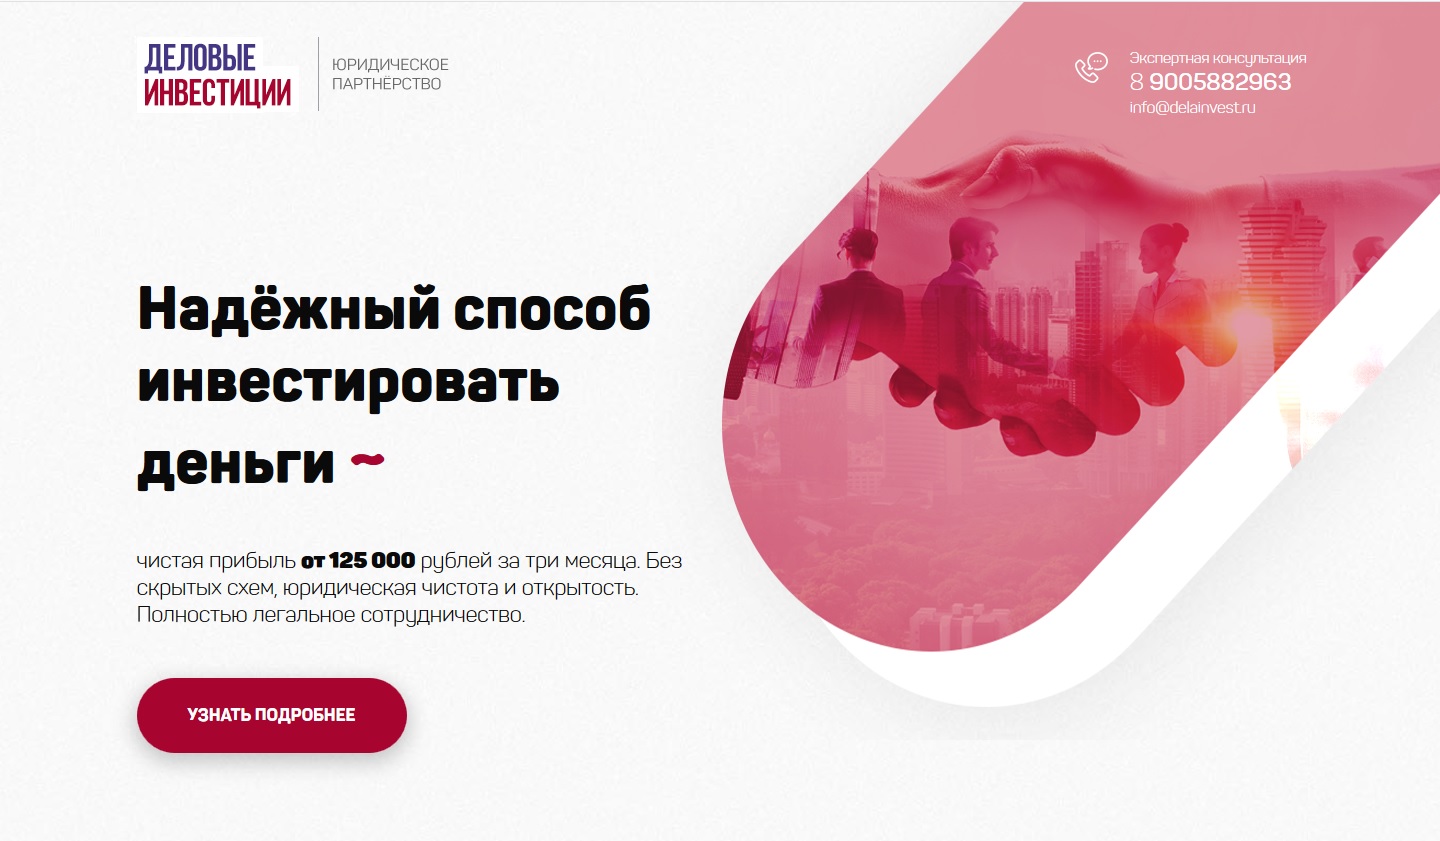 ДЕЛОВЫЕ
ИНВЕСТИЦИИ
ЮРИДИЧЕСКОЕ
ПАРТНЁРСТВО
Экспертная консультация
8 9005882963
info@delainvest.ru
Надёжный способ
инвестировать
деньги ~
чистая прибыль от 125 000 рублей за три месяца. Без
скрытых схем, юридическая чистота и открытость.
Полностью легальное сотрудничество.
УЗНАТЬ ПОДРОБНЕЕ